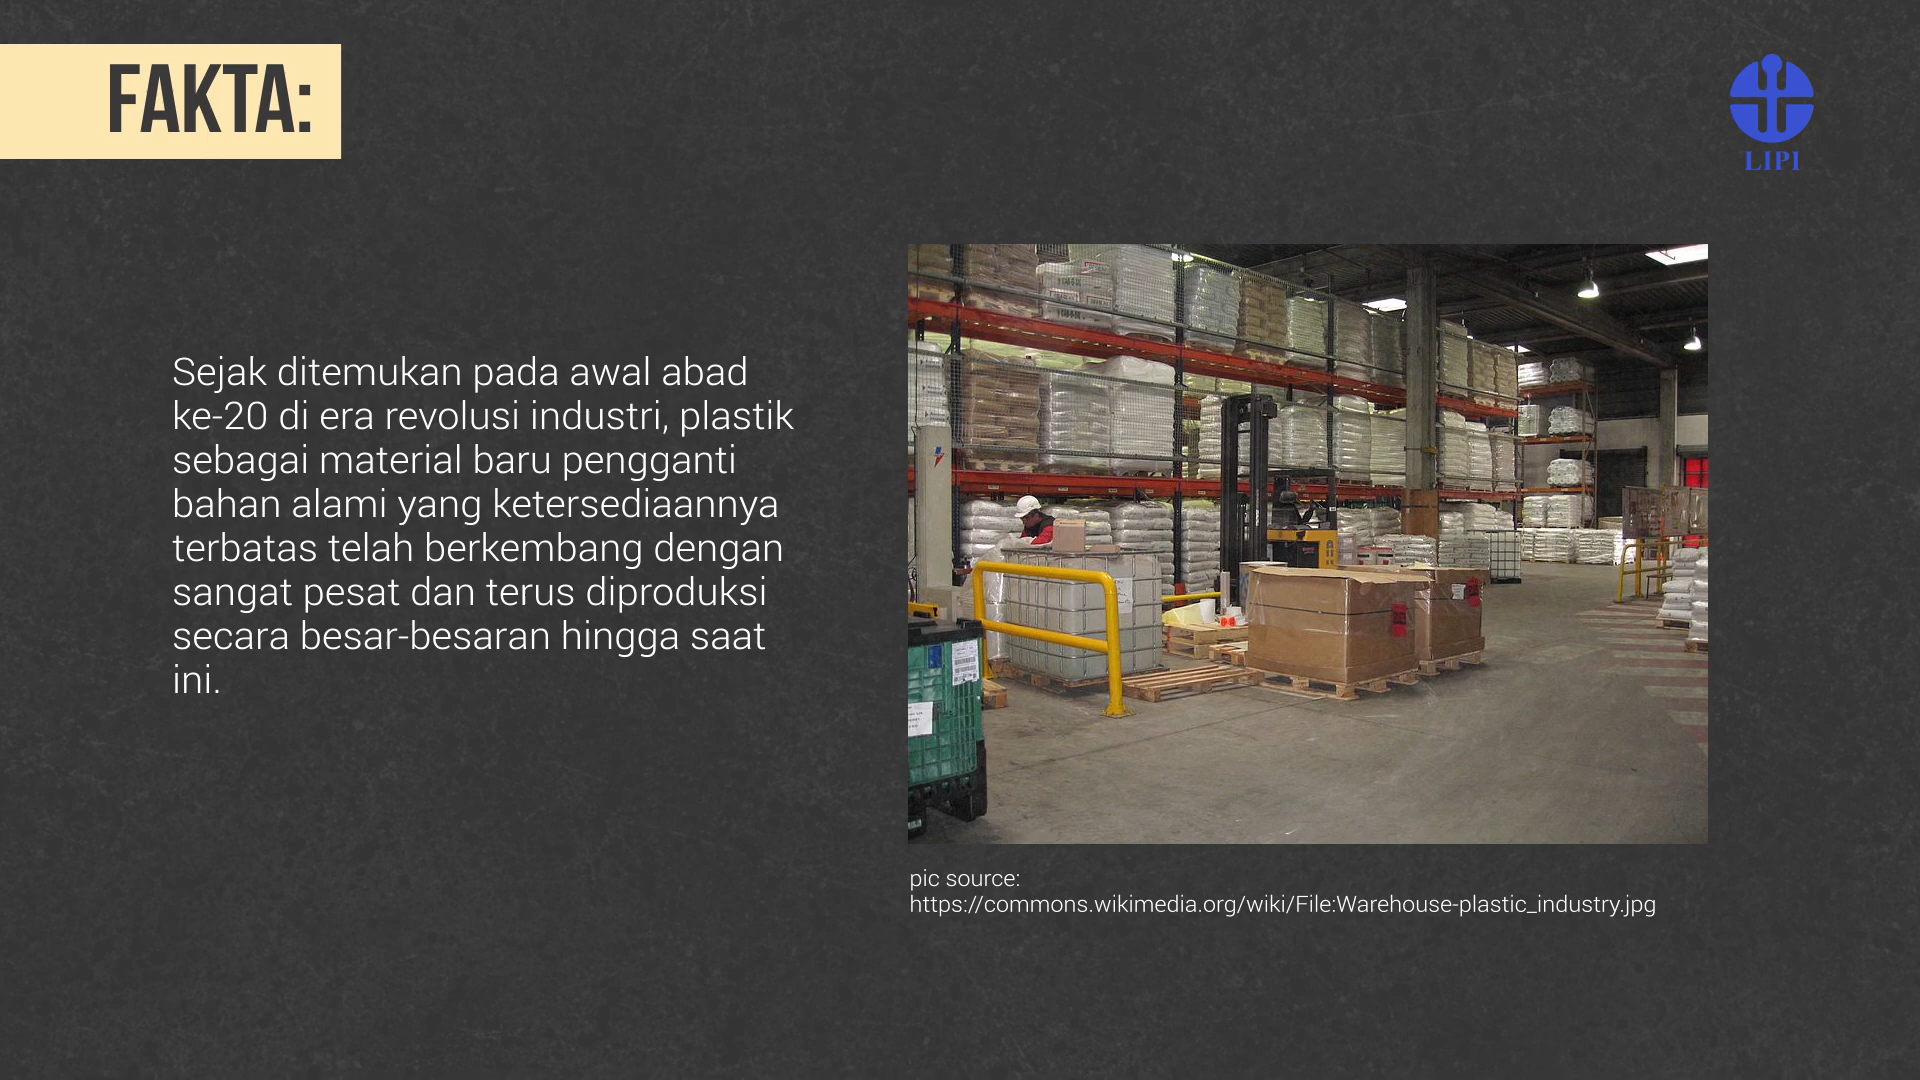 FAKTA:
LIPI
Sejak ditemukan pada awal abad
ke-20 di era revolusi industri, plastik
sebagai material baru pengganti
bahan alami yang ketersediaannya
terbatas telah berkembang dengan
sangat pesat dan terus diproduksi
secara besar-besaran hingga saat
ini.
pic source:
https://commons.wikimedia.org/wiki/File:Warehouse-plastic_industry.jpg